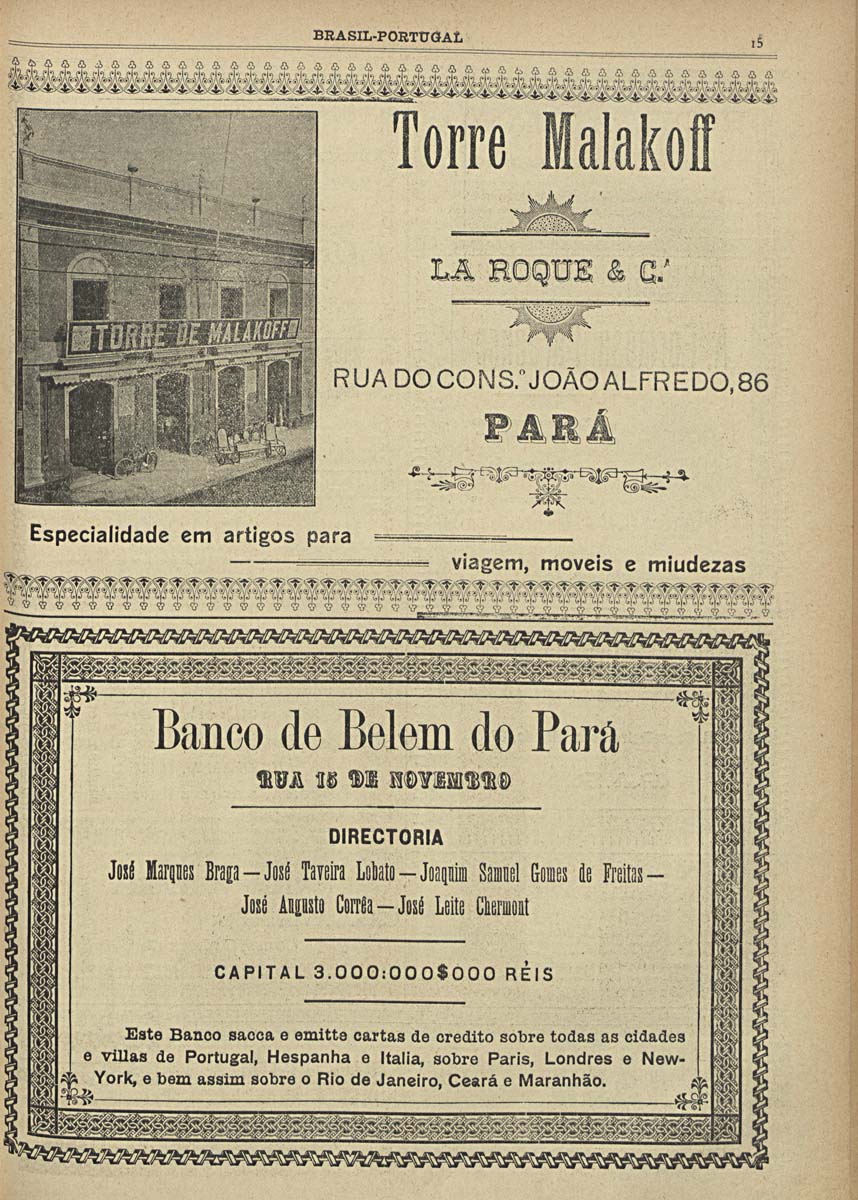 BRASIL-PORTUGAL
15
TORRE DE MALAKOFF
Torre Malakoff
LA ROQUE & C.ª
RUA DO CONS.º JOÃO ALFREDO, 86
PARÁ
Especialidade em artigos para
viagem, moveis e miudezas
Banco de Belem do Pará
RUA 15 DE NOVEMBRO
DIRECTORIA
José Marques Braga — José Taveira Lobato — Joaquim Samuel Gomes de Freitas —
José Augusto Corrêa — José Leite Chermont
CAPITAL 3.000:000$000 RÉIS
Este Banco sacca e emitte cartas de credito sobre todas as cidades
e villas de Portugal, Hespanha e Italia, sobre Paris, Londres e New-
York, e bem assim sobre o Rio de Janeiro, Ceará e Maranhão.